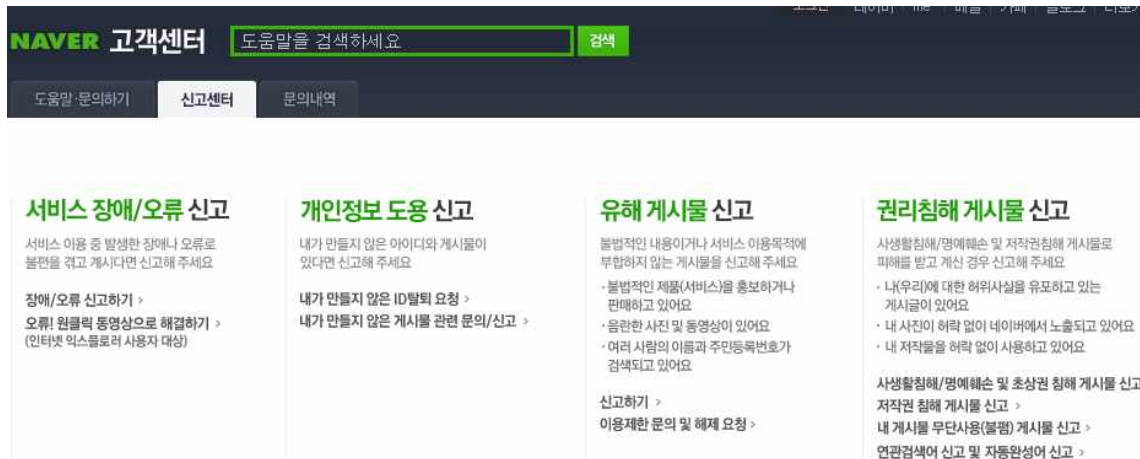 로그인 네이버 me 메일 카페 블로그 더보기
NAVER 고객센터 도움말을 검색하세요 검색
도움말·문의하기 신고센터 문의내역
서비스 장애/오류 신고
서비스 이용 중 발생한 장애나 오류로
불편을 겪고 계시다면 신고해 주세요
장애/오류 신고하기 >
오류! 원클릭 동영상으로 해결하기 >
(인터넷 익스플로러 사용자 대상)
개인정보 도용 신고
내가 만들지 않은 아이디와 게시물이
있다면 신고해 주세요
내가 만들지 않은 ID탈퇴 요청 >
내가 만들지 않은 게시물 관련 문의/신고 >
유해 게시물 신고
불법적인 내용이거나 서비스 이용목적에
부합하지 않는 게시물을 신고해 주세요
·불법적인 제품(서비스)을 홍보하거나
판매하고 있어요
·음란한 사진 및 동영상이 있어요
·여러 사람의 이름과 주민등록번호가
검색되고 있어요
신고하기 >
이용제한 문의 및 해제 요청 >
권리침해 게시물 신고
사생활침해/명예훼손 및 저작권침해 게시물로
피해를 받고 계신 경우 신고해 주세요
· 나(우리)에 대한 허위사실을 유포하고 있는
게시글이 있어요
· 내 사진이 허락 없이 네이버에서 노출되고 있어요
· 내 저작물을 허락 없이 사용하고 있어요
사생활침해/명예훼손 및 초상권 침해 게시물 신고
저작권 침해 게시물 신고 >
내 게시물 무단사용(불펌) 게시물 신고 >
연관검색어 신고 및 자동완성어 신고 >